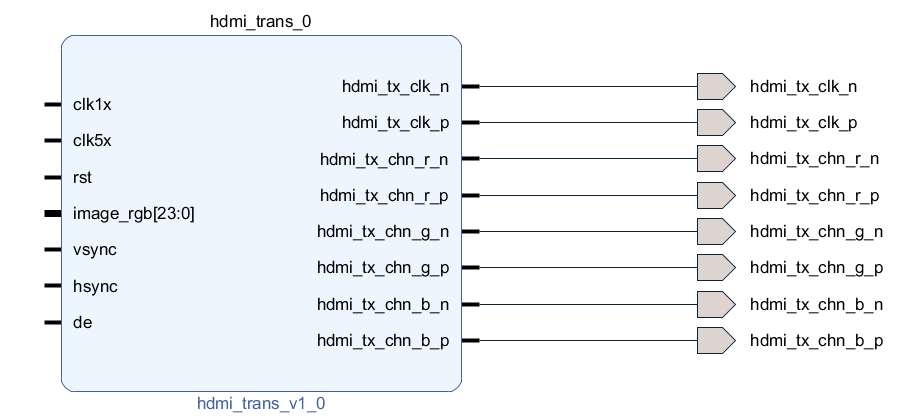 hdmi_trans_0
clk1x
clk5x
rst
image_rgb[23:0]
vsync
hsync
de
hdmi_tx_clk_n
hdmi_tx_clk_p
hdmi_tx_chn_r_n
hdmi_tx_chn_r_p
hdmi_tx_chn_g_n
hdmi_tx_chn_g_p
hdmi_tx_chn_b_n
hdmi_tx_chn_b_p
hdmi_tx_clk_n
hdmi_tx_clk_p
hdmi_tx_chn_r_n
hdmi_tx_chn_r_p
hdmi_tx_chn_g_n
hdmi_tx_chn_g_p
hdmi_tx_chn_b_n
hdmi_tx_chn_b_p
hdmi_trans_v1_0